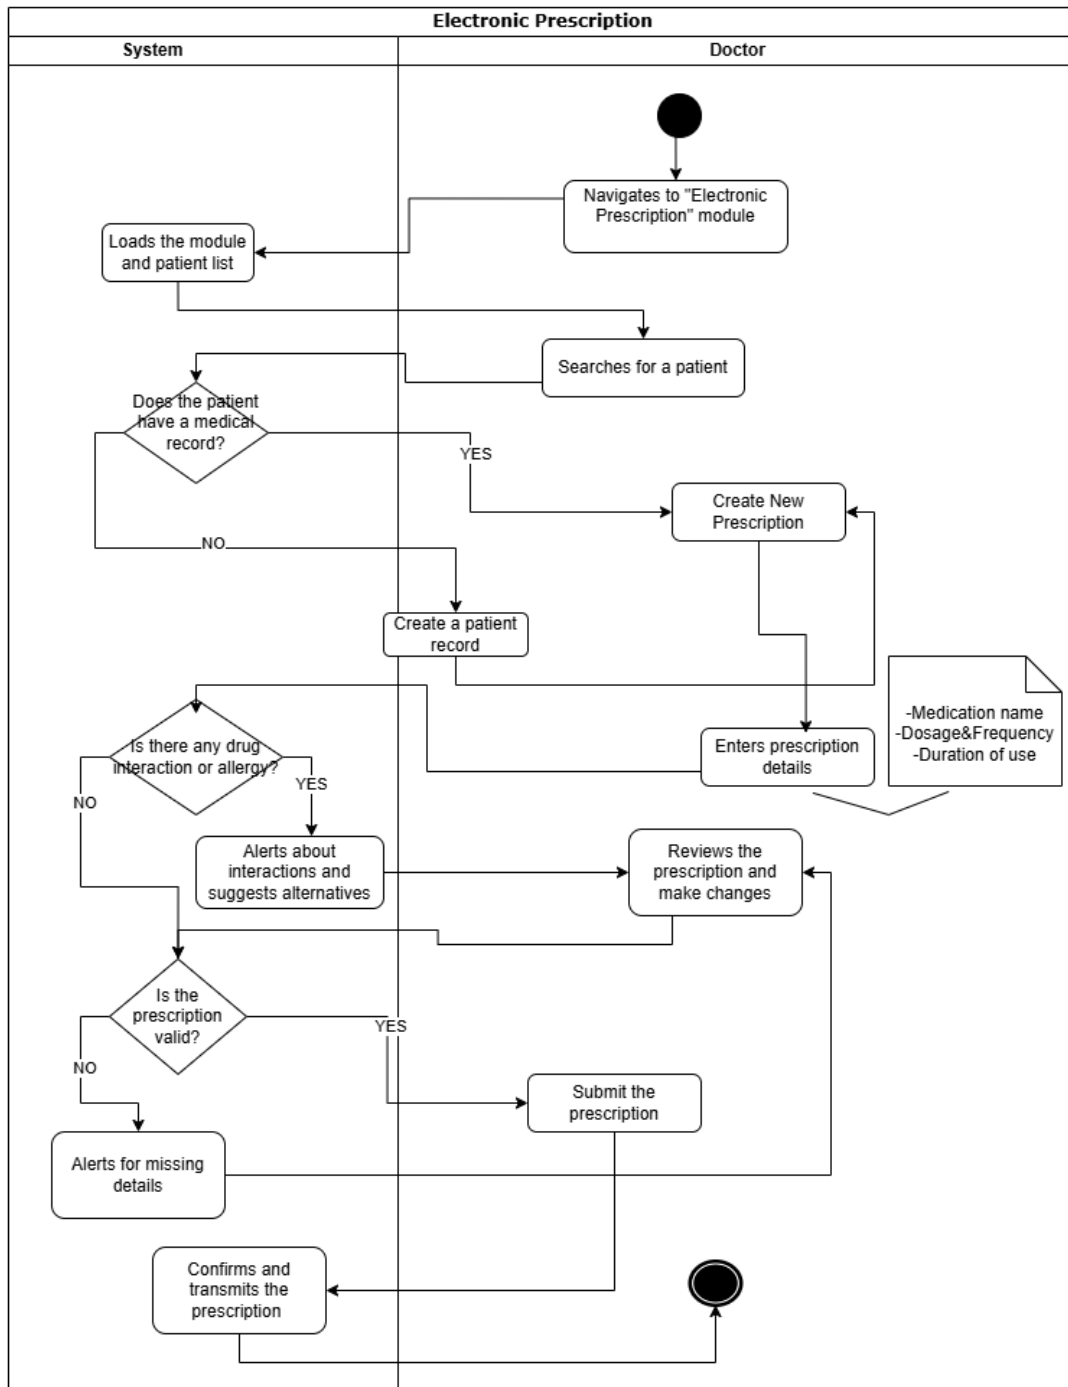 Electronic Prescription
System
Doctor
Navigates to "Electronic
Prescription" module
Loads the module
and patient list
Searches for a patient
Does the patient
have a medical
record?
YES
Create New
Prescription
NO
Create a patient
record
-Medication name
-Dosage&Frequency
-Duration of use
Enters prescription
details
Is there any drug
interaction or allergy?
YES
NO
Alerts about
interactions and
suggests alternatives
Reviews the
prescription and
make changes
Is the
prescription
valid?
YES
NO
Submit the
prescription
Alerts for missing
details
Confirms and
transmits the
prescription